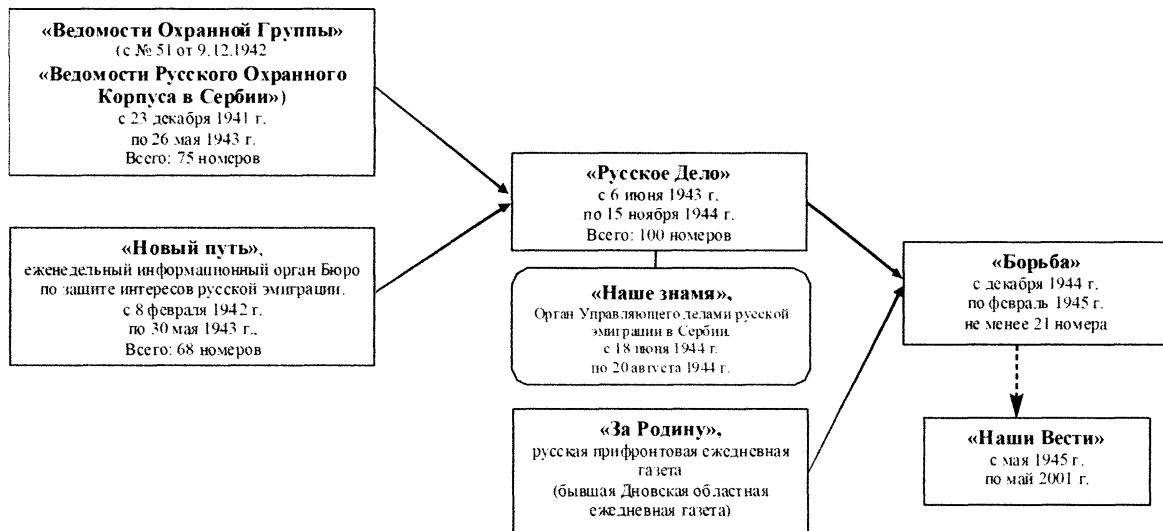 «Ведомости Охранной Группы»
(с № 51 от 9.12.1942
«Ведомости Русского Охранного
Корпуса в Сербии»)
с 23 декабря 1941 г.
по 26 мая 1943 г.
Всего: 75 номеров
«Новый путь»,
еженедельный информационный орган Бюро
по защите интересов русской эмиграции.
с 8 февраля 1942 г.
по 30 мая 1943 г.,
Всего: 68 номеров
«Русское Дело»
с 6 июня 1943 г.
по 15 ноября 1944 г.
Всего: 100 номеров
«Наше знамя»,
Орган Управляющего делами русской
эмиграции в Сербии.
с 18 июня 1944 г.
по 20 августа 1944 г.
«За Родину»,
русская прифронтовая ежедневная
газета
(бывшая Дновская областная
ежедневная газета)
«Борьба»
с декабря 1944 г.
по февраль 1945 г.
не менее 21 номера
«Наши Вести»
с мая 1945 г.
по май 2001 г.